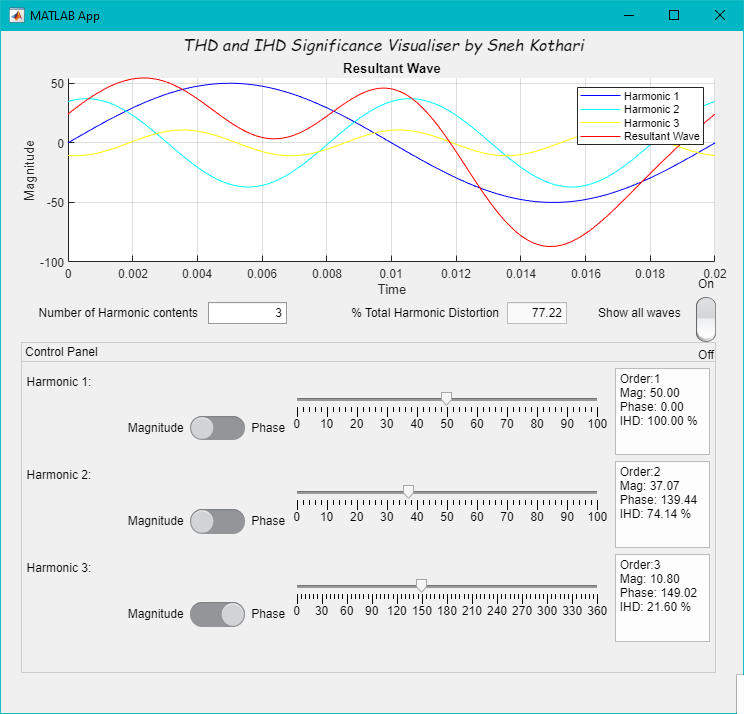 MATLAB App
THD and IHD Significance Visualiser by Sneh Kothari
Resultant Wave
50
0
-50
-100
Magnitude
Harmonic 1
Harmonic 2
Harmonic 3
Resultant Wave
0 0.002 0.004 0.006 0.008 0.01 0.012 0.014 0.016 0.018 0.02
Time
On
Number of Harmonic contents 3 % Total Harmonic Distortion 77.22 Show all waves
Off
Control Panel
Harmonic 1:
Magnitude Phase
0 10 20 30 40 50 60 70 80 90 100
Order:1
Mag: 50.00
Phase: 0.00
IHD: 100.00 %
Harmonic 2:
Magnitude Phase
0 10 20 30 40 50 60 70 80 90 100
Order:2
Mag: 37.07
Phase: 139.44
IHD: 74.14 %
Harmonic 3:
Magnitude Phase
0 30 60 90 120 150 180 210 240 270 300 330 360
Order:3
Mag: 10.80
Phase: 149.02
IHD: 21.60 %